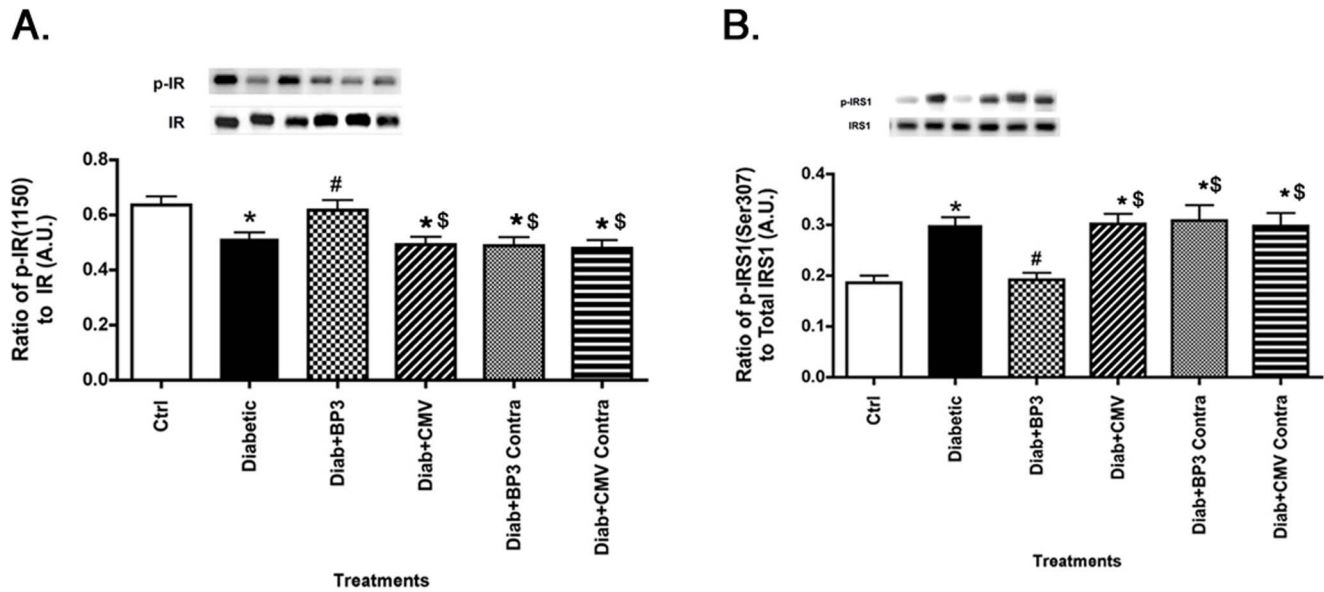 A.
p-IR
IR
Ratio of p-IR(1150)
to IR (A.U.)
0.8
0.6
0.4
0.2
0.0
*
#
* $
* $
* $
Ctrl
Diabetic
Diab+BP3
Diab+CMV
Diab+BP3 Contra
Diab+CMV Contra
Treatments
B.
p-IRS1
IRS1
Ratio of p-IRS1(Ser307)
to Total IRS1 (A.U.)
0.4
0.3
0.2
0.1
0.0
*
#
*$
*$
*$
Ctrl
Diabetic
Diab+BP3
Diab+CMV
Diab+BP3 Contra
Diab+CMV Contra
Treatments